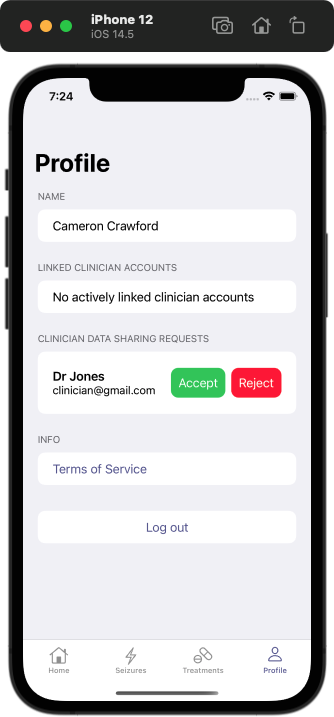 iPhone 12
iOS 14.5
7:24
Profile
NAME
Cameron Crawford
LINKED CLINICIAN ACCOUNTS
No actively linked clinician accounts
CLINICIAN DATA SHARING REQUESTS
Dr Jones
clinician@gmail.com
Accept
Reject
INFO
Terms of Service
Log out
Home
Seizures
Treatments
Profile